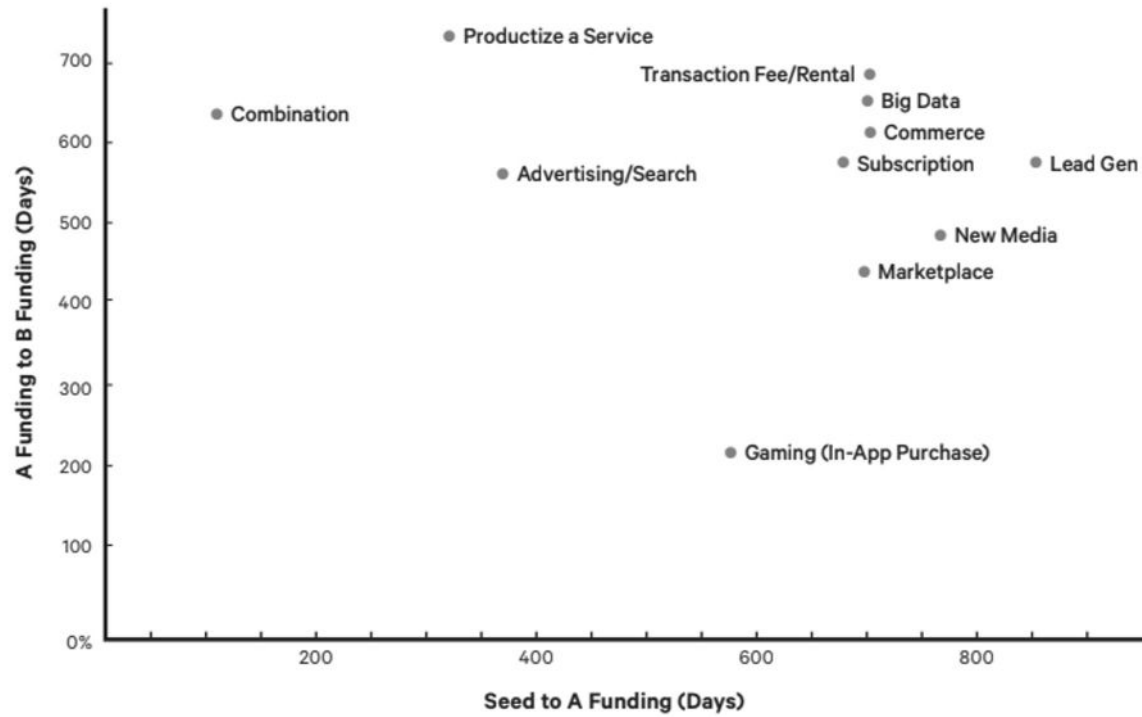 A Funding to B Funding (Days)
700
600
500
400
300
200
100
0%
Productize a Service
Transaction Fee/Rental
Big Data
Combination
Commerce
Subscription
Lead Gen
Advertising/Search
New Media
Marketplace
Gaming (In-App Purchase)
200
400
600
800
Seed to A Funding (Days)